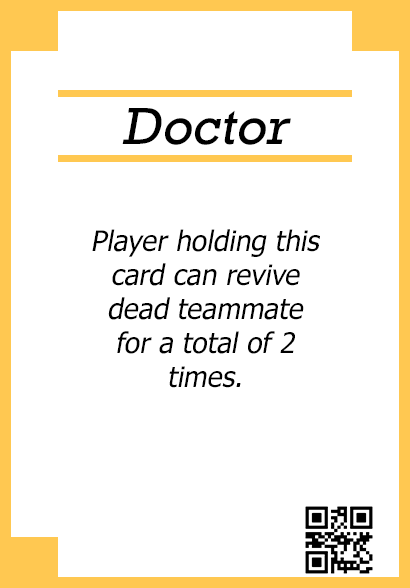 Doctor
Player holding this
card can revive
dead teammate
for a total of 2
times.